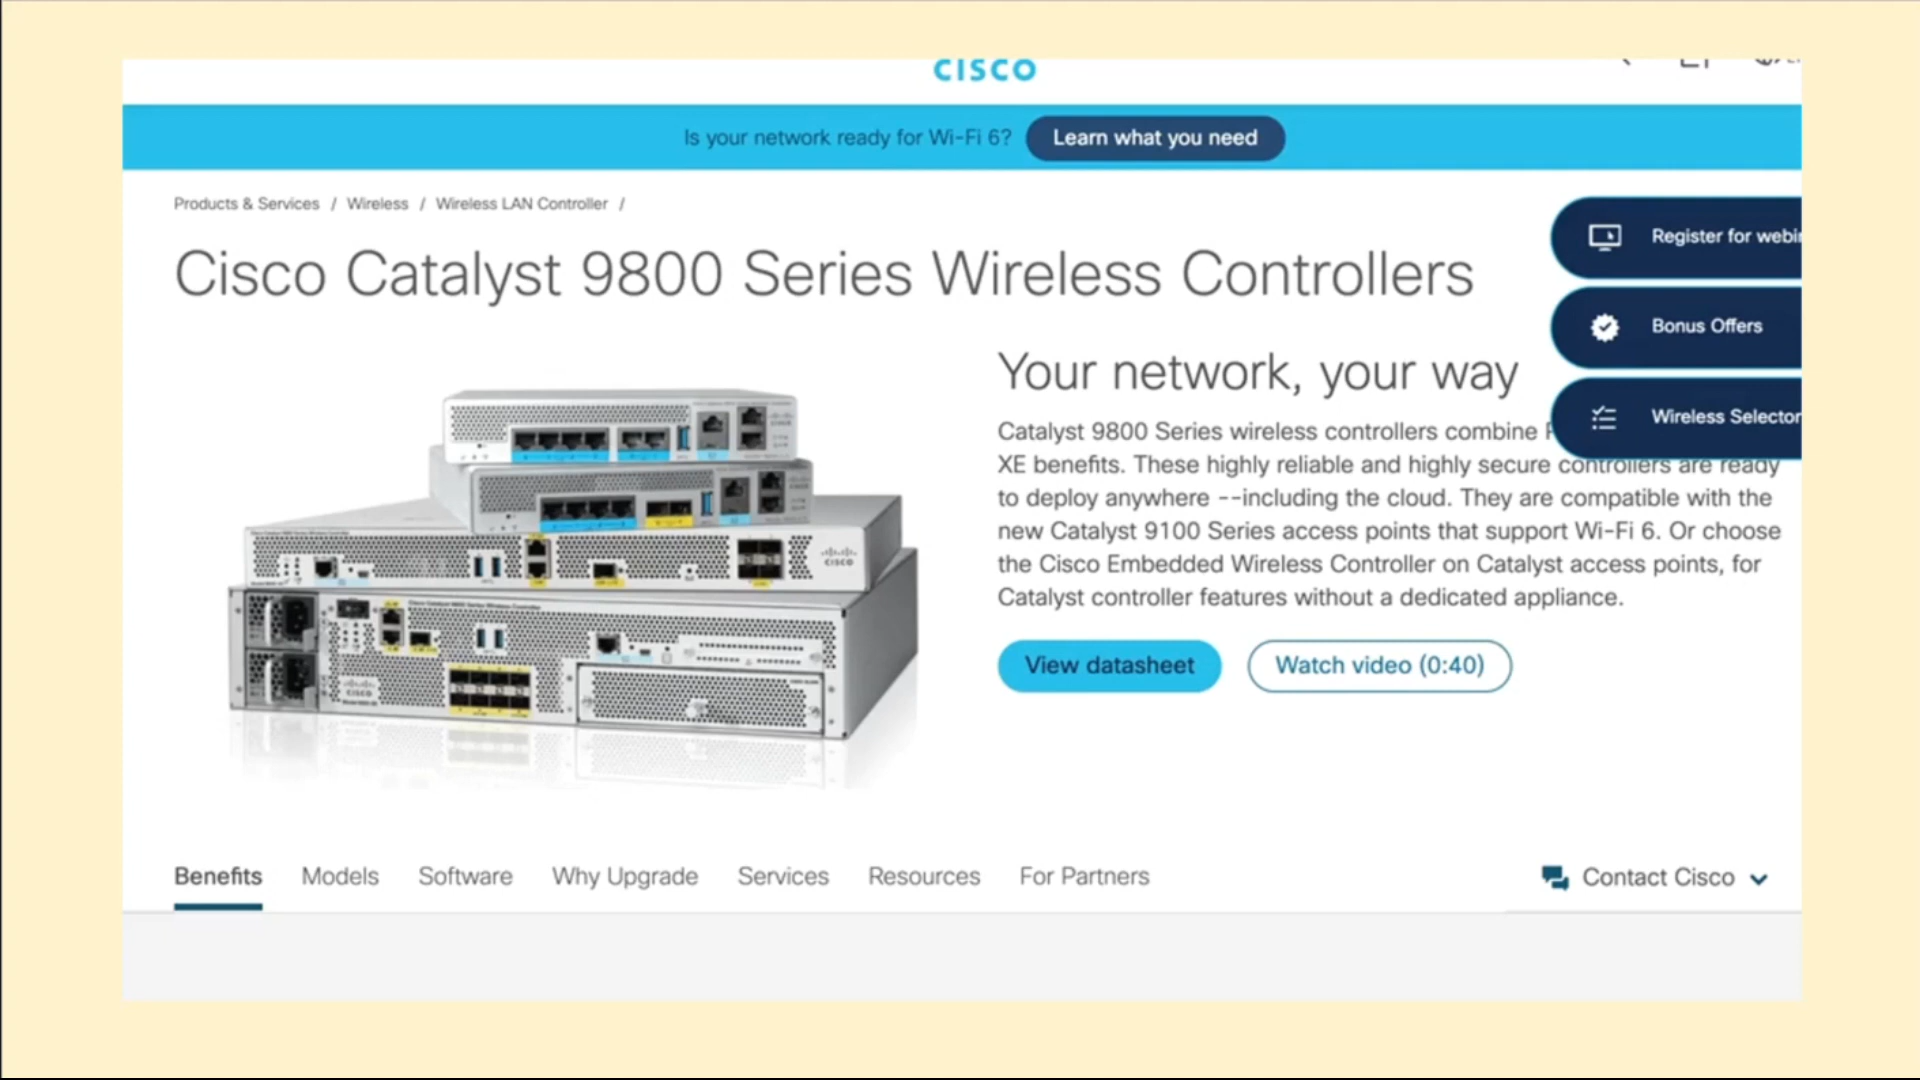 CISCO
Is your network ready for Wi-Fi 6? Learn what you need
Products & Services / Wireless / Wireless LAN Controller /
Cisco Catalyst 9800 Series Wireless Controllers
Register for
Bonus Offers
Wireless Selector
Your network, your way
Catalyst 9800 Series wireless controllers combine
XE benefits. These highly reliable and highly secure controllers are ready
to deploy anywhere --including the cloud. They are compatible with the
new Catalyst 9100 Series access points that support Wi-Fi 6. Or choose
the Cisco Embedded Wireless Controller on Catalyst access points, for
Catalyst controller features without a dedicated appliance.
View datasheet Watch video (0:40)
CISCO
CISCO
Benefits Models Software Why Upgrade Services Resources For Partners Contact Cisco